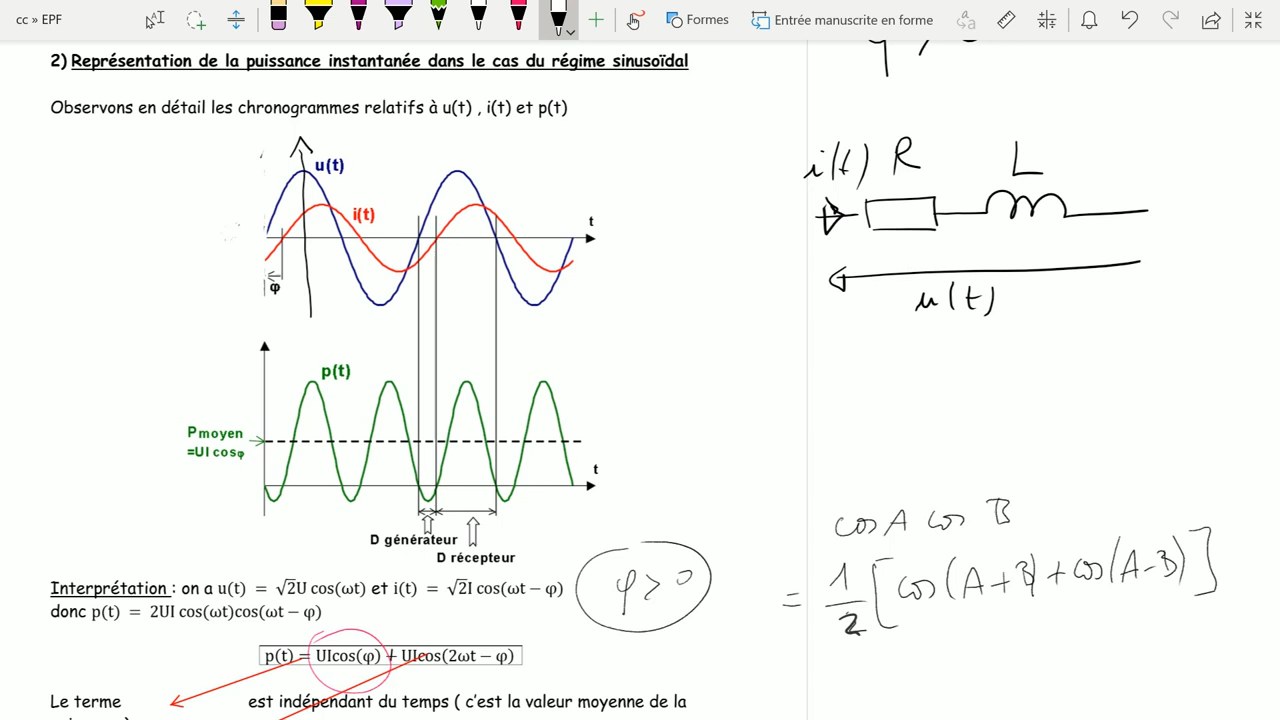 cc » EPF
Formes
Entrée manuscrite en forme
2) Représentation de la puissance instantanée dans le cas du régime sinusoïdal
Observons en détail les chronogrammes relatifs à u(t) , i(t) et p(t)
u(t)
i(t)
t
φ
p(t)
P moyen
=UI cosφ
t
D générateur
D récepteur
Interprétation : on a u(t) = √2U cos(ωt) et i(t) = √2I cos(ωt − φ)
donc p(t) = 2UI cos(ωt)cos(ωt − φ)
p(t) = UIcos(φ) + UIcos(2ωt − φ)
Le terme est indépendant du temps ( c’est la valeur moyenne de la
φ > 0
i(t) R L
u(t)
cos A cos B
= 1/2 [cos(A+B) + cos(A-B)]